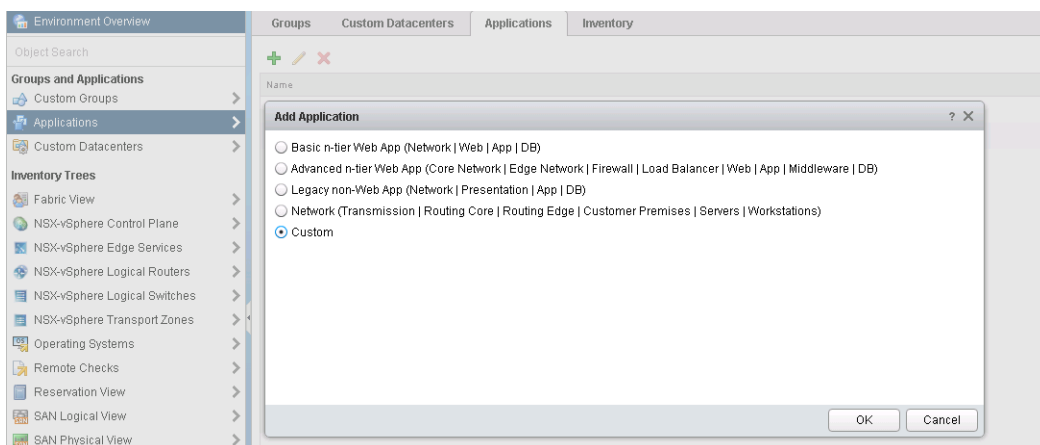 Environment Overview
Groups Custom Datacenters Applications Inventory
Object Search
Groups and Applications
Custom Groups
Applications
Custom Datacenters
Inventory Trees
Fabric View
NSX-vSphere Control Plane
NSX-vSphere Edge Services
NSX-vSphere Logical Routers
NSX-vSphere Logical Switches
NSX-vSphere Transport Zones
Operating Systems
Remote Checks
Reservation View
SAN Logical View
SAN Physical View
Name
Add Application ?
Basic n-tier Web App (Network | Web | App | DB)
Advanced n-tier Web App (Core Network | Edge Network | Firewall | Load Balancer | Web | App | Middleware | DB)
Legacy non-Web App (Network | Presentation | App | DB)
Network (Transmission | Routing Core | Routing Edge | Customer Premises | Servers | Workstations)
Custom
OK Cancel